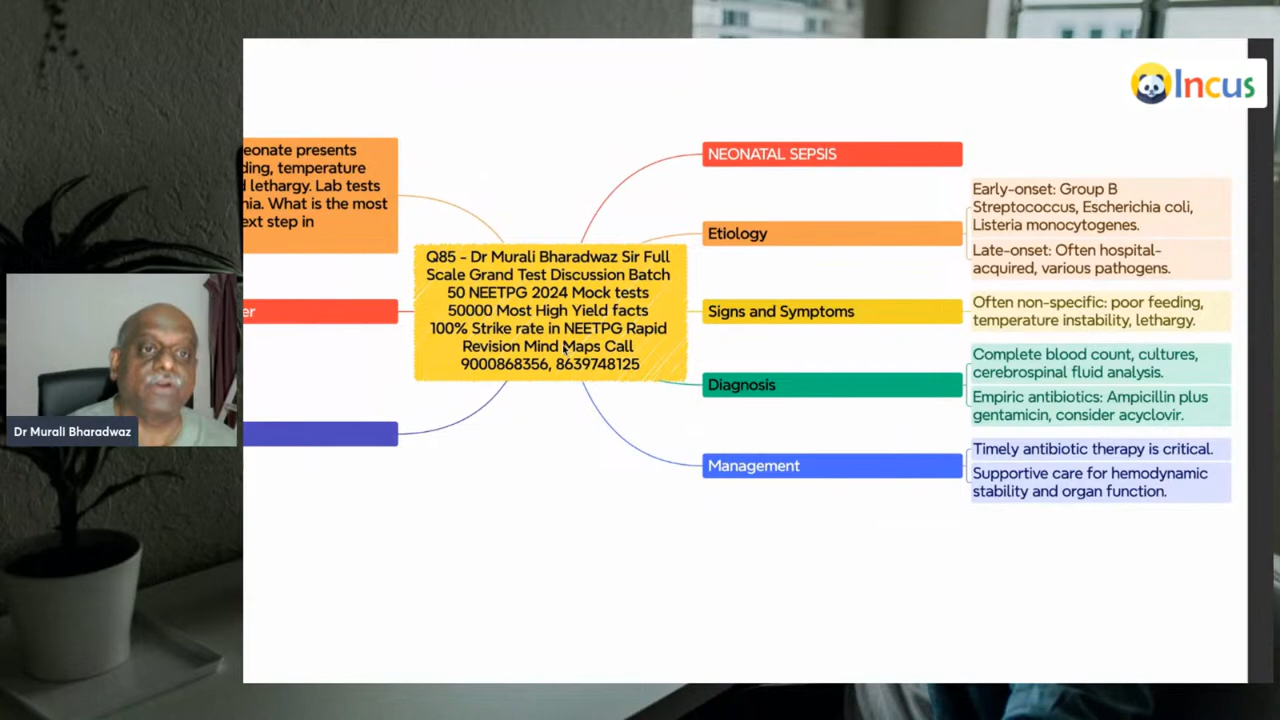 Incus
eonate presents
ding, temperature
lethargy. Lab tests
nia. What is the most
ext step in
er
Q85 - Dr Murali Bharadwaz Sir Full
Scale Grand Test Discussion Batch
50 NEETPG 2024 Mock tests
50000 Most High Yield facts
100% Strike rate in NEETPG Rapid
Revision Mind Maps Call
9000868356, 8639748125
NEONATAL SEPSIS
Etiology
Early-onset: Group B
Streptococcus, Escherichia coli,
Listeria monocytogenes.
Late-onset: Often hospital-
acquired, various pathogens.
Signs and Symptoms
Often non-specific: poor feeding,
temperature instability, lethargy.
Diagnosis
Complete blood count, cultures,
cerebrospinal fluid analysis.
Empiric antibiotics: Ampicillin plus
gentamicin, consider acyclovir.
Management
Timely antibiotic therapy is critical.
Supportive care for hemodynamic
stability and organ function.
Dr Murali Bharadwaz